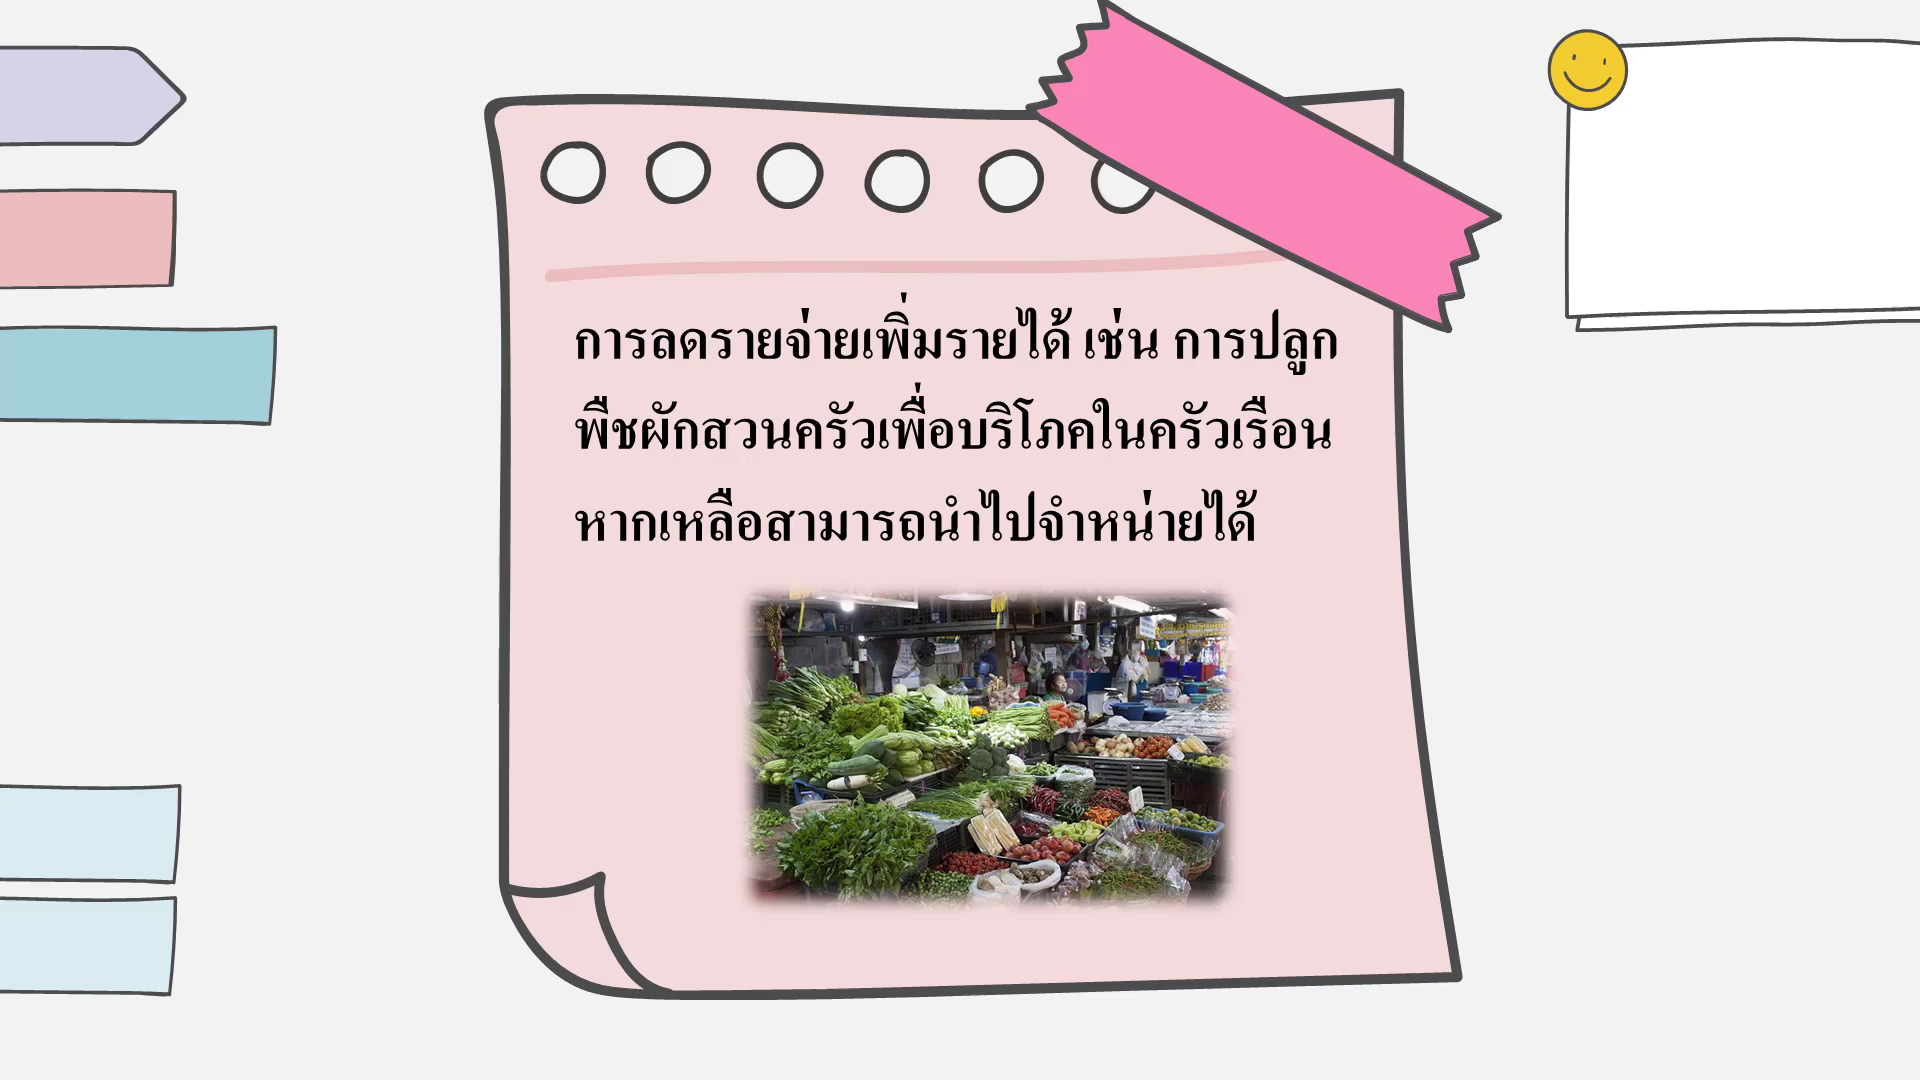 การลดรายจ่ายเพิ่มรายได้ เช่น การปลูก
พืชผักสวนครัวเพื่อบริโภคในครัวเรือน
หากเหลือสามารถนำไปจำหน่ายได้